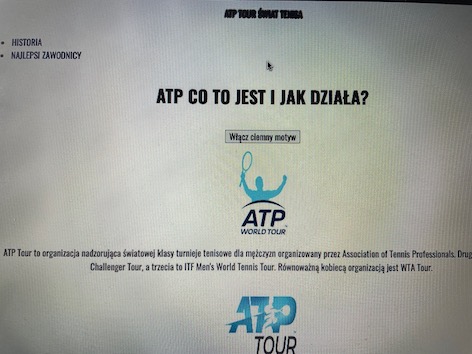 ATP TOUR ŚWIAT TENISA
HISTORIA
NAJLEPSI ZAWODNICY
ATP CO TO JEST I JAK DZIAŁA?
Włącz ciemny motyw
ATP
WORLD TOUR
ATP Tour to organizacja nadzorująca światowej klasy turnieje tenisowe dla mężczyzn organizowany przez Association of Tennis Professionals. Drug
Challenger Tour, a trzecia to ITF Men's World Tennis Tour. Równoważną kobiecą organizacją jest WTA Tour.
ATP
TOUR